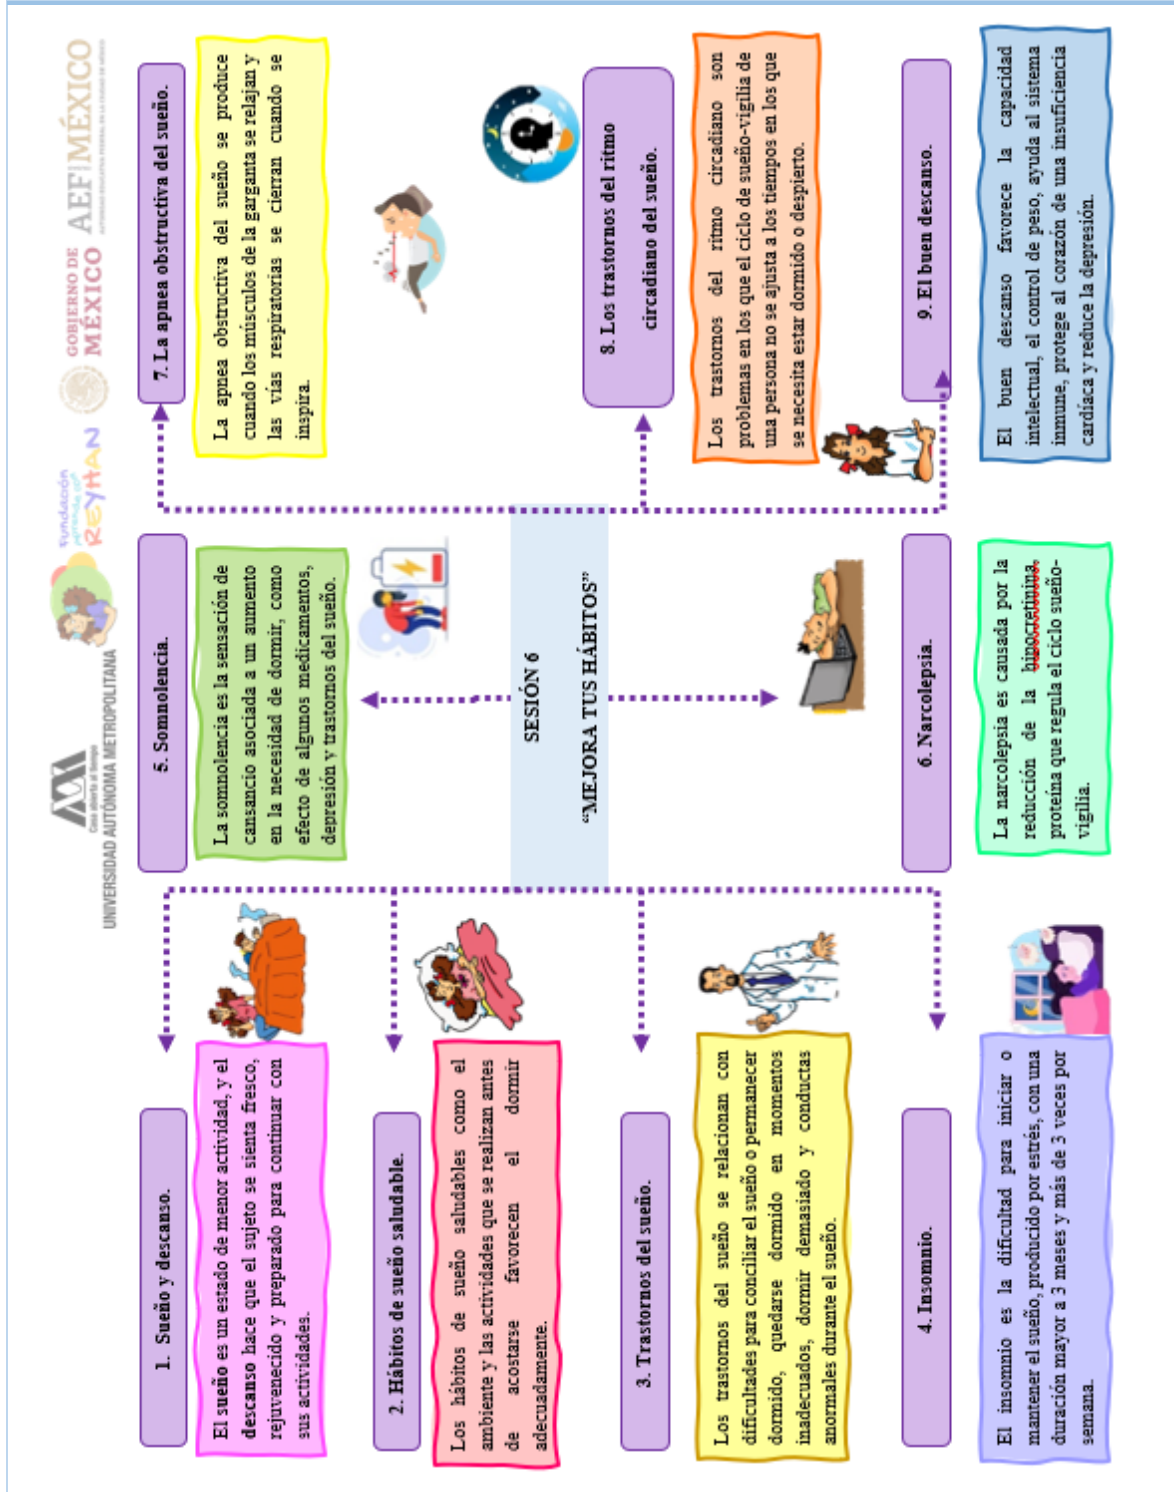 Casa abierta al tiempo
UNIVERSIDAD AUTÓNOMA METROPOLITANA
Fundación
aprende con
REYHAN
GOBIERNO DE
MÉXICO
AEFMÉXICO
AUTORIDAD EDUCATIVA FEDERAL EN LA CIUDAD DE MÉXICO
SESIÓN 6
“MEJORA TUS HÁBITOS”
1. Sueño y descanso.
El sueño es un estado de menor actividad, y el
descanso hace que el sujeto se sienta fresco,
rejuvenecido y preparado para continuar con
sus actividades.
2. Hábitos de sueño saludable.
Los hábitos de sueño saludables como el
ambiente y las actividades que se realizan antes
de acostarse favorecen el dormir
adecuadamente.
3. Trastornos del sueño.
Los trastornos del sueño se relacionan con
dificultades para conciliar el sueño o permanecer
dormido, quedarse dormido en momentos
inadecuados, dormir demasiado y conductas
anormales durante el sueño.
4. Insomnio.
El insomnio es la dificultad para iniciar o
mantener el sueño, producido por estrés, con una
duración mayor a 3 meses y más de 3 veces por
semana.
5. Somnolencia.
La somnolencia es la sensación de
cansancio asociada a un aumento
en la necesidad de dormir, como
efecto de algunos medicamentos,
depresión y trastornos del sueño.
6. Narcolepsia.
La narcolepsia es causada por la
reducción de la hipocretinina,
proteína que regula el ciclo sueño-
vigilia.
7. La apnea obstructiva del sueño.
La apnea obstructiva del sueño se produce
cuando los músculos de la garganta se relajan y
las vías respiratorias se cierran cuando se
inspira.
8. Los trastornos del ritmo
circadiano del sueño.
Los trastornos del ritmo circadiano son
problemas en los que el ciclo de sueño-vigilia de
una persona no se ajusta a los tiempos en los que
se necesita estar dormido o despierto.
9. El buen descanso.
El buen descanso favorece la capacidad
intelectual, el control de peso, ayuda al sistema
inmune, protege al corazón de una insuficiencia
cardíaca y reduce la depresión.